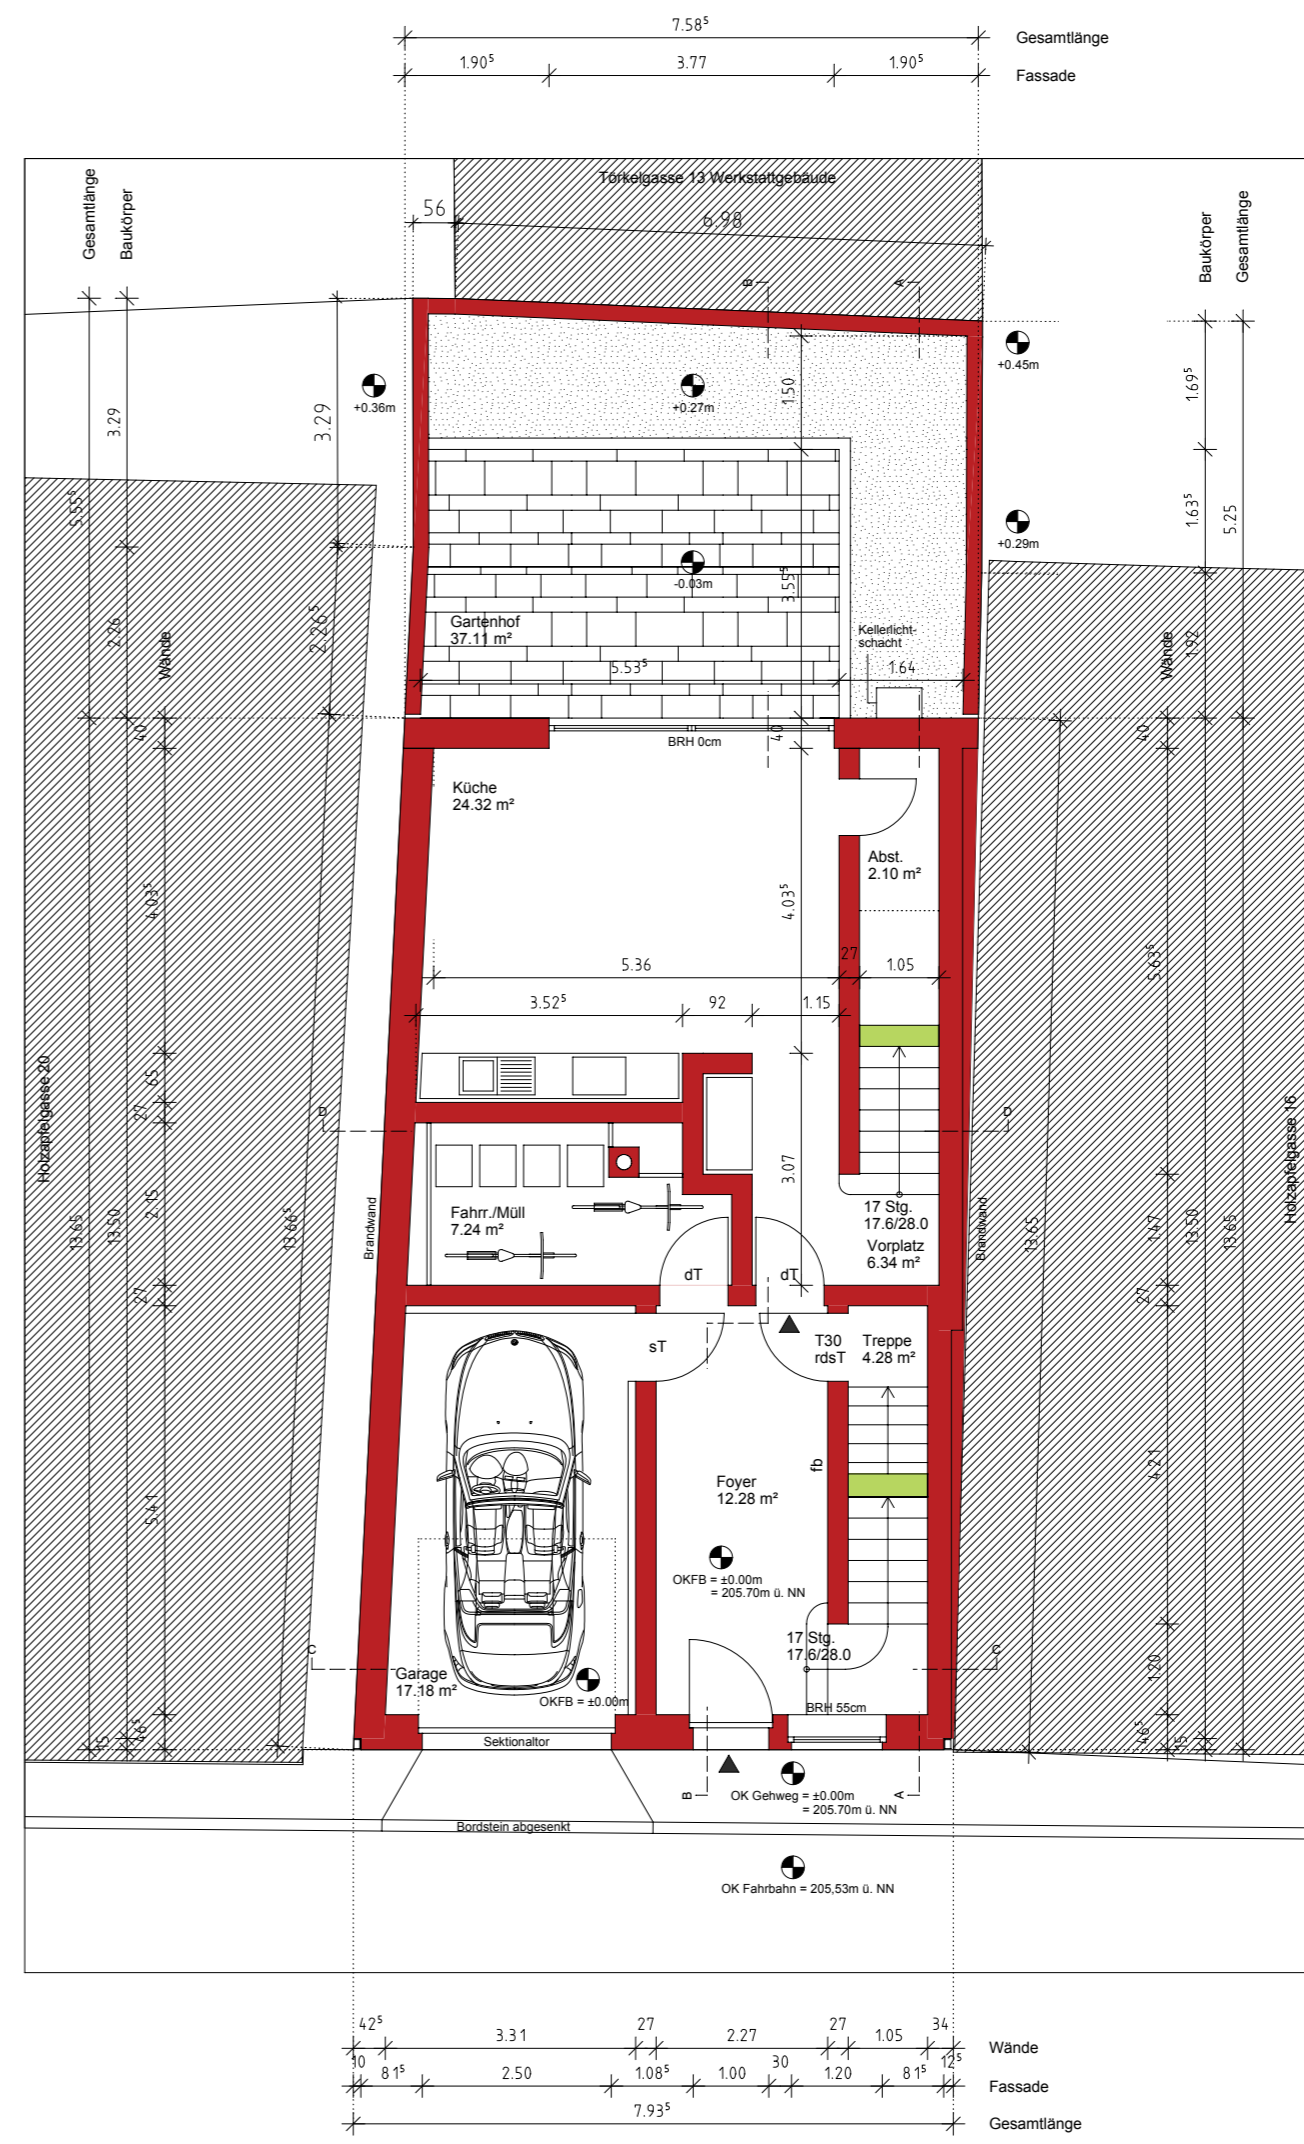 7.58⁵
Gesamtlänge
1.90⁵ 3.77 1.90⁵
Fassade
Törkelgasse 13 Werkstattgebäude
56
6.98
Gesamtlänge
Baukörper
Baukörper
Gesamtlänge
B
A
+0.45m
+0.36m
+0.27m
1.50
3.29
3.29
1.69⁵
5.55⁵
1.63⁵
5.25
+0.29m
-0.03m
3.55⁵
Gartenhof
37.11 m²
Kellerlicht-
schacht
2.26
2.26⁵
Wände
Wände
1.92
5.53⁵
1.64
40
BRH 0cm
40
40
Küche
24.32 m²
Abst.
2.10 m²
4.03⁵
4.03⁵
5.63⁵
5.36
27
1.05
3.52⁵
92
1.15
Holzapfelgasse 20
Holzapfelgasse 16
65
27
D
D
2.15
3.07
Fahrr./Müll
7.24 m²
17 Stg.
17.6/28.0
Vorplatz
6.34 m²
Brandwand
Brandwand
13.65
13.50
13.66⁵
13.65
1.47
13.50
13.65
27
27
dT
dT
sT
T30
rdsT
Treppe
4.28 m²
5.41
4.21
fb
Foyer
12.28 m²
OKFB = ±0.00m
= 205.70m ü. NN
17 Stg.
17.6/28.0
C
C
1.20
Garage
17.18 m²
OKFB = ±0.00m
BRH 55cm
46⁵
15
46⁵
15
Sektionaltor
B
A
OK Gehweg = ±0.00m
= 205.70m ü. NN
Bordstein abgesenkt
OK Fahrbahn = 205,53m ü. NN
42⁵ 3.31 27 2.27 27 1.05 34
Wände
10 81⁵ 2.50 1.08⁵ 1.00 30 1.20 81⁵ 12⁵
Fassade
7.93⁵
Gesamtlänge